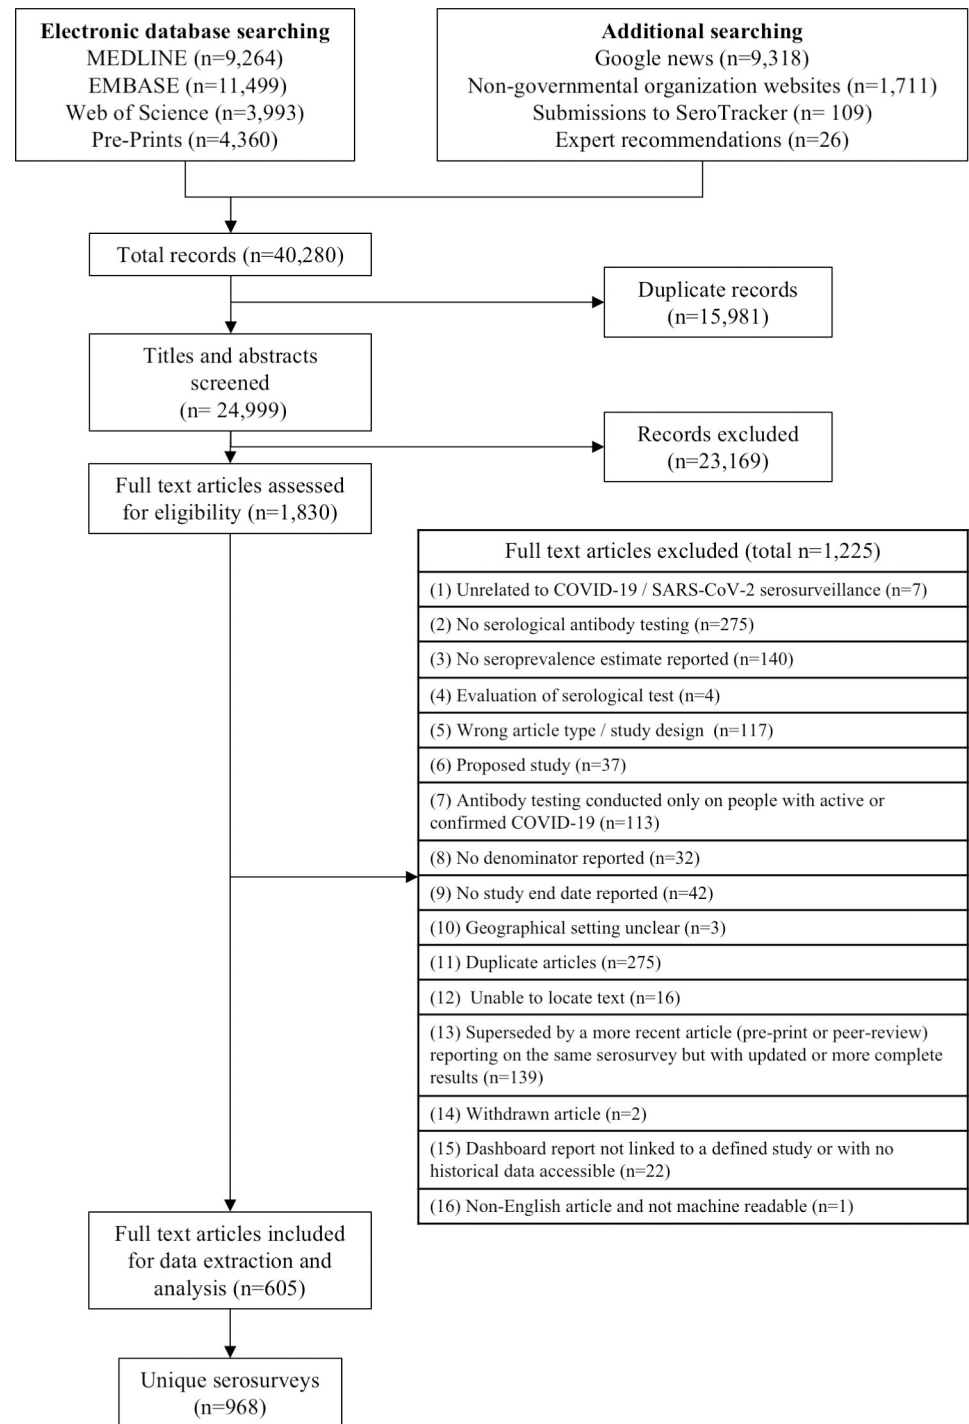 Electronic database searching
MEDLINE (n=9,264)
EMBASE (n=11,499)
Web of Science (n=3,993)
Pre-Prints (n=4,360)
Additional searching
Google news (n=9,318)
Non-governmental organization websites (n=1,711)
Submissions to SeroTracker (n= 109)
Expert recommendations (n=26)
Total records (n=40,280)
Duplicate records
(n=15,981)
Titles and abstracts
screened
(n= 24,999)
Records excluded
(n=23,169)
Full text articles assessed
for eligibility (n=1,830)
Full text articles excluded (total n=1,225)
(1) Unrelated to COVID-19 / SARS-CoV-2 serosurveillance (n=7)
(2) No serological antibody testing (n=275)
(3) No seroprevalence estimate reported (n=140)
(4) Evaluation of serological test (n=4)
(5) Wrong article type / study design  (n=117)
(6) Proposed study (n=37)
(7) Antibody testing conducted only on people with active or
confirmed COVID-19 (n=113)
(8) No denominator reported (n=32)
(9) No study end date reported (n=42)
(10) Geographical setting unclear (n=3)
(11) Duplicate articles (n=275)
(12)  Unable to locate text (n=16)
(13) Superseded by a more recent article (pre-print or peer-review)
reporting on the same serosurvey but with updated or more complete
results (n=139)
(14) Withdrawn article (n=2)
(15) Dashboard report not linked to a defined study or with no
historical data accessible (n=22)
(16) Non-English article and not machine readable (n=1)
Full text articles included
for data extraction and
analysis (n=605)
Unique serosurveys
(n=968)